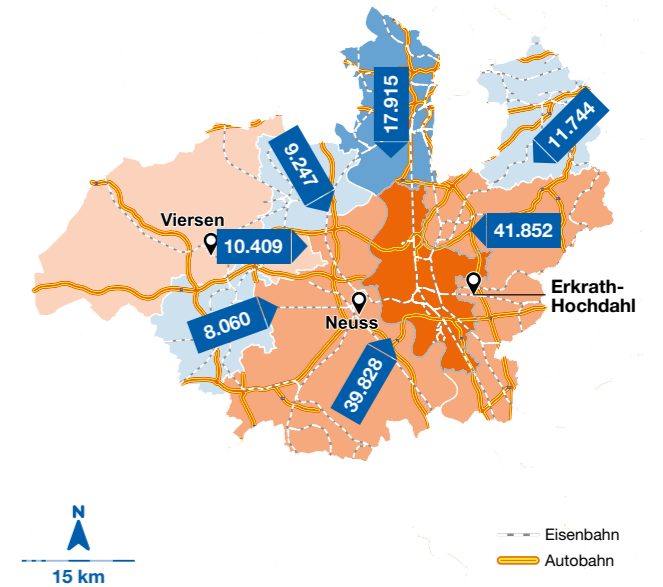 17.915
11.744
9.247
Viersen
10.409
41.852
Erkrath-
Hochdahl
8.060
Neuss
39.828
N
15 km
Eisenbahn
Autobahn